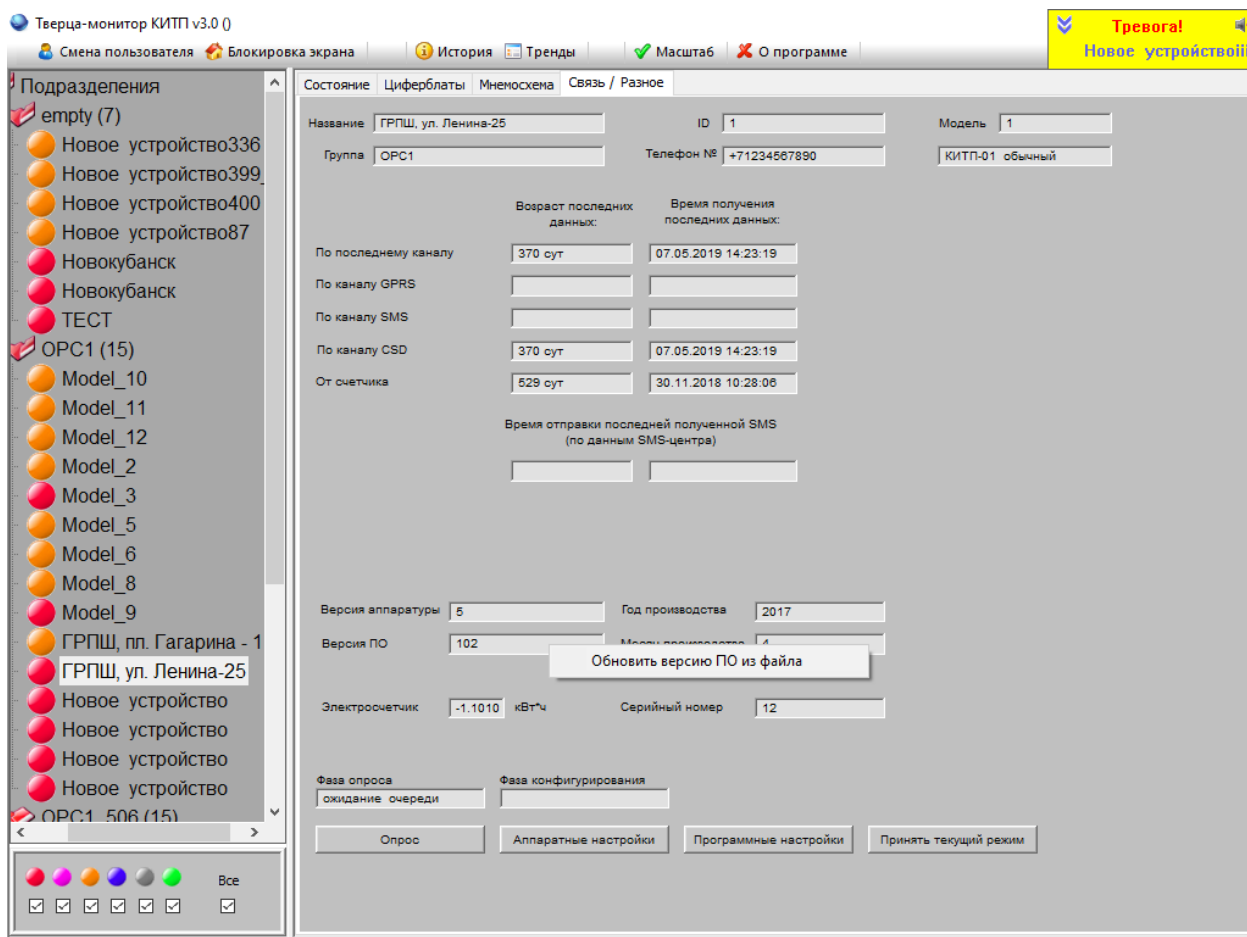 Тверца-монитор КИТП v3.0 ()
Тревога!
Смена пользователя Блокировка экрана История Тренды Масштаб О программе
Новое устройствоiii
Подразделения
empty (7)
Новое устройство336
Новое устройство399_
Новое устройство400
Новое устройство87
Новокубанск
Новокубанск
ТЕСТ
OPC1 (15)
Model_10
Model_11
Model_12
Model_2
Model_3
Model_5
Model_6
Model_8
Model_9
ГРПШ, пл. Гагарина - 1
ГРПШ, ул. Ленина-25
Новое устройство
Новое устройство
Новое устройство
Новое устройство
OPC1_506 (15)
Все
Состояние Циферблаты Мнемосхема Связь / Разное
Название ГРПШ, ул. Ленина-25 ID 1 Модель 1
Группа OPC1 Телефон № +71234567890 КИТП-01 обычный
Возраст последних данных:
Время получения последних данных:
По последнему каналу 370 сут 07.05.2019 14:23:19
По каналу GPRS
По каналу SMS
По каналу CSD 370 сут 07.05.2019 14:23:19
От счетчика 529 сут 30.11.2018 10:28:06
Время отправки последней полученной SMS
(по данным SMS-центра)
Версия аппаратуры 5 Год производства 2017
Версия ПО 102 Месяц производства 4
Обновить версию ПО из файла
Электросчетчик -1.1010 кВт*ч Серийный номер 12
Фаза опроса Фаза конфигурирования
ожидание очереди
Опрос Аппаратные настройки Программные настройки Принять текущий режим